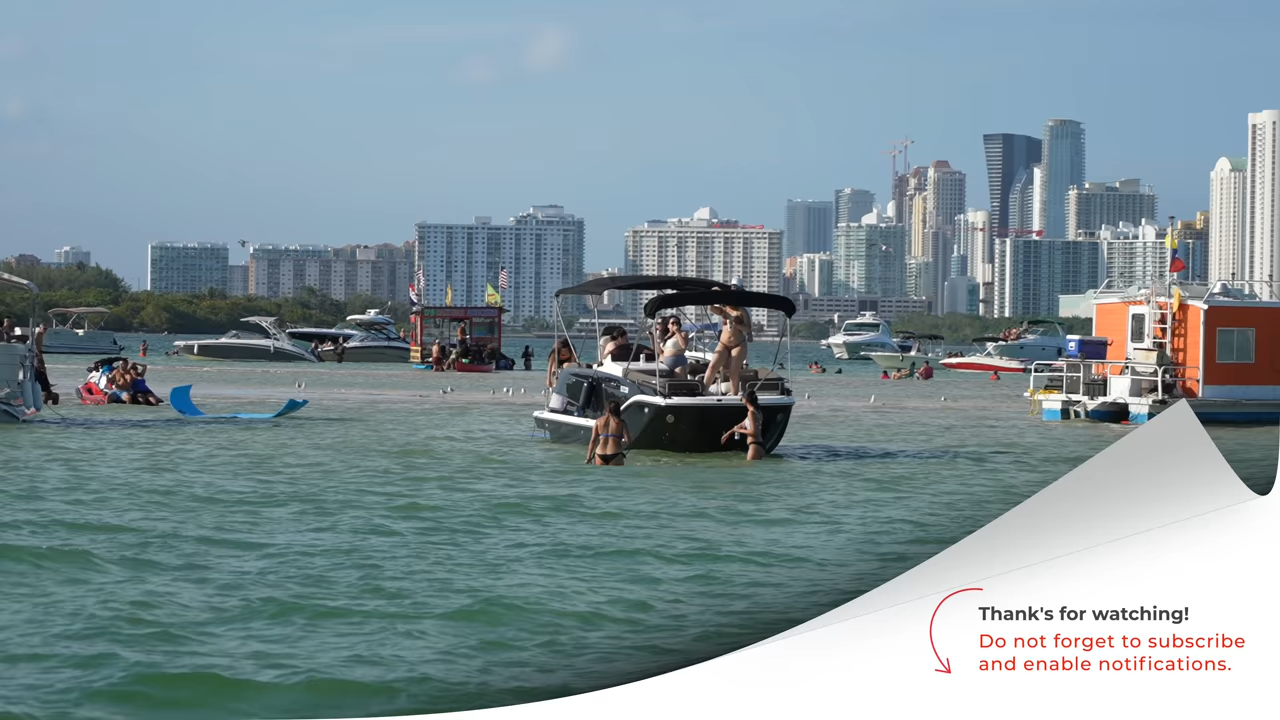 Thank's for watching!
Do not forget to subscribe
and enable notifications.